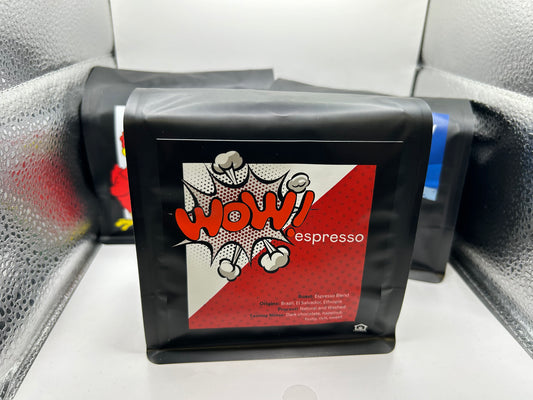 WOW!
espresso
Roast: Espresso Blend
Origins: Brazil, El Salvador, Ethiopia
Process: Natural and Washed
Tasting Notes: Dark chocolate, hazelnut,
fruity, rich, sweet